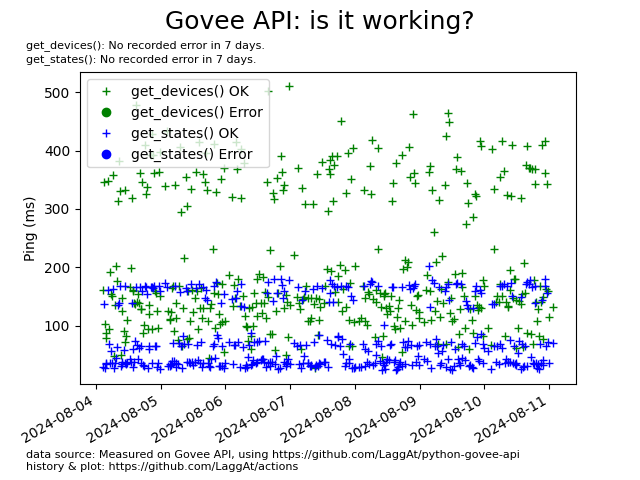 Govee API: is it working?
get_devices(): No recorded error in 7 days.
get_states(): No recorded error in 7 days.
get_devices() OK
get_devices() Error
get_states() OK
get_states() Error
Ping (ms)
500
400
300
200
100
2024-08-04
2024-08-05
2024-08-06
2024-08-07
2024-08-08
2024-08-09
2024-08-10
2024-08-11
data source: Measured on Govee API, using https://github.com/LaggAt/python-govee-api
history & plot: https://github.com/LaggAt/actions